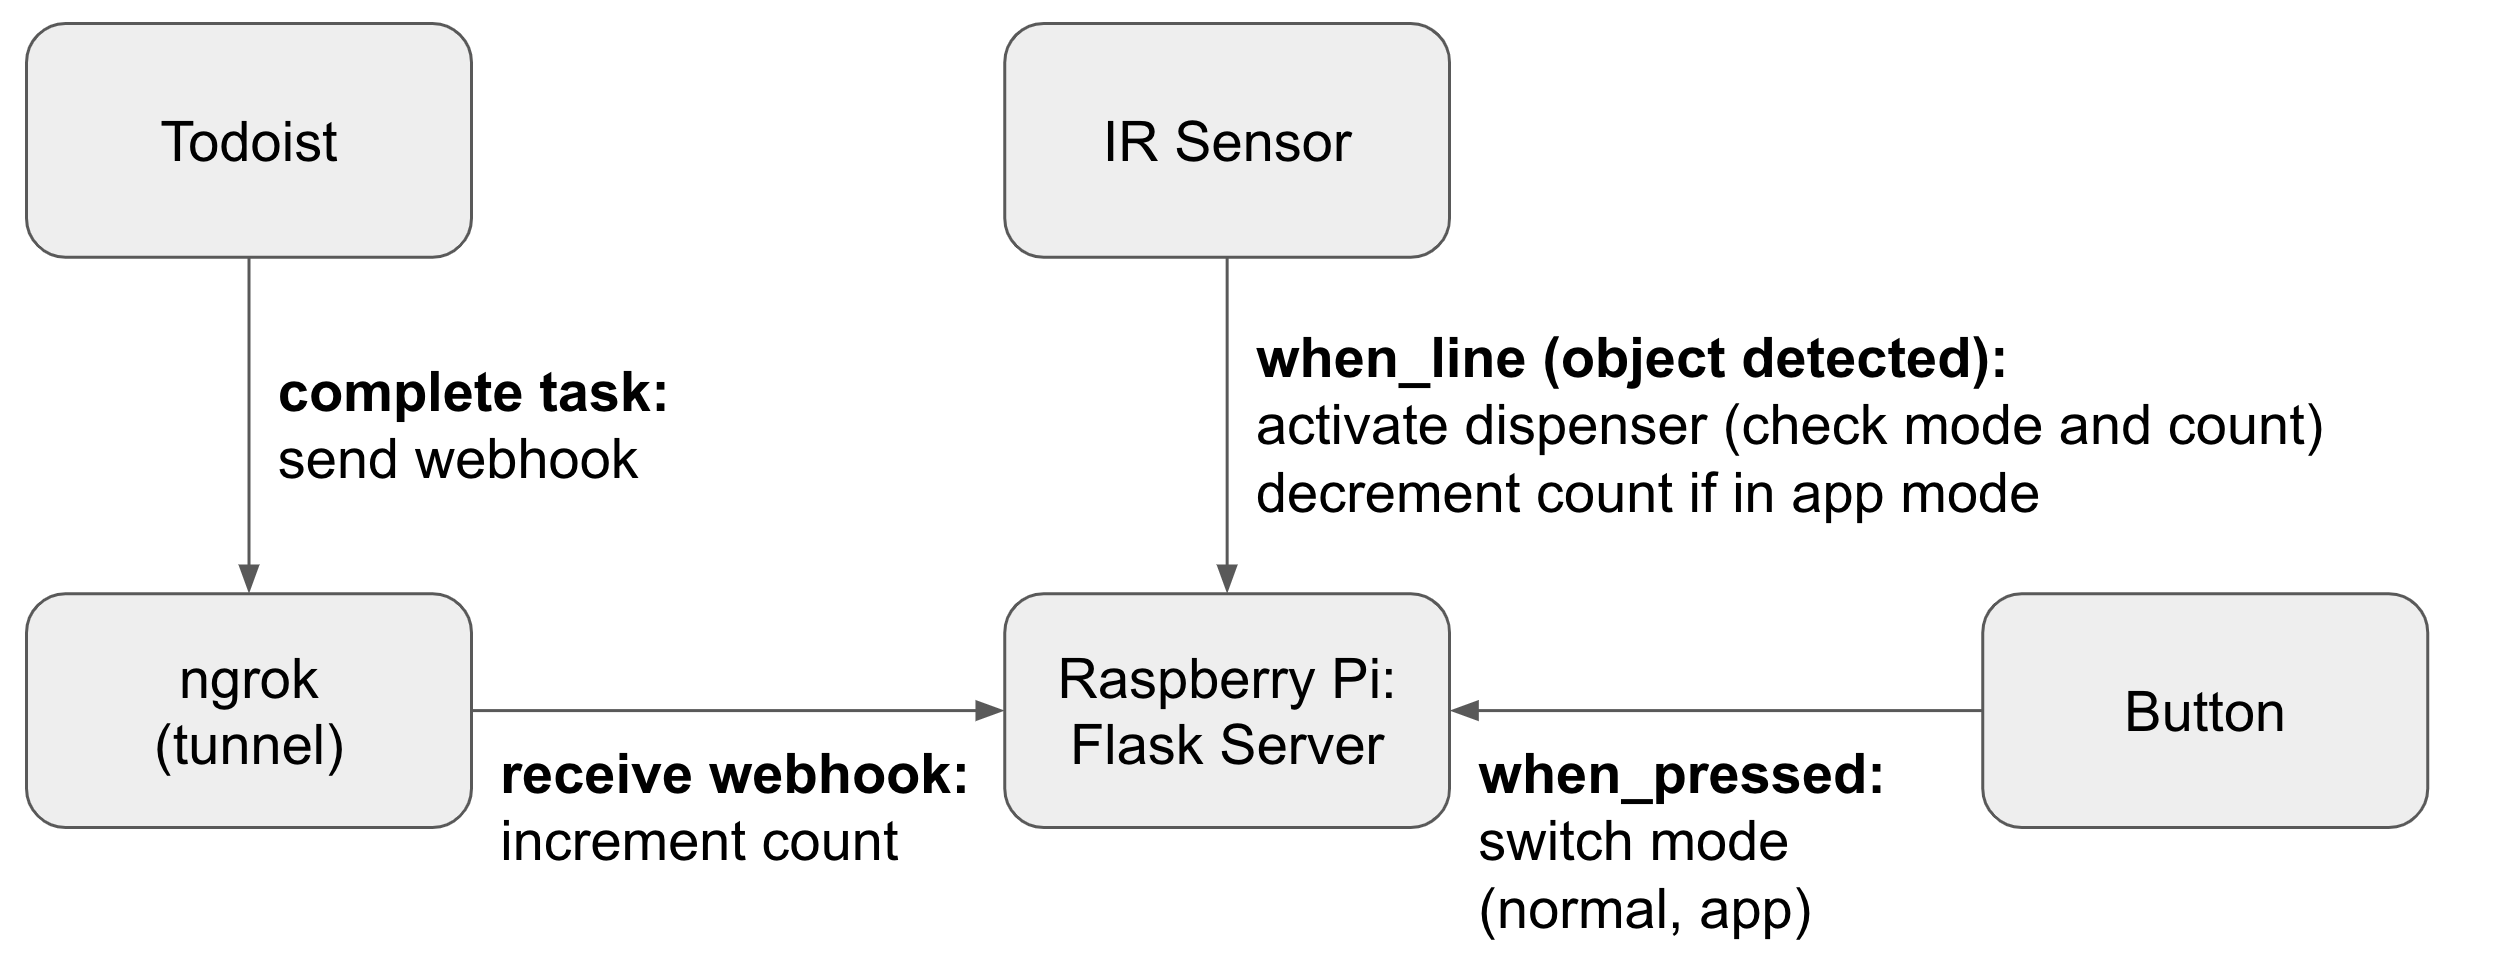 Todoist
IR Sensor
complete task:
send webhook
when_line (object detected):
activate dispenser (check mode and count)
decrement count if in app mode
ngrok
(tunnel)
receive webhook:
increment count
Raspberry Pi:
Flask Server
Button
when_pressed:
switch mode
(normal, app)